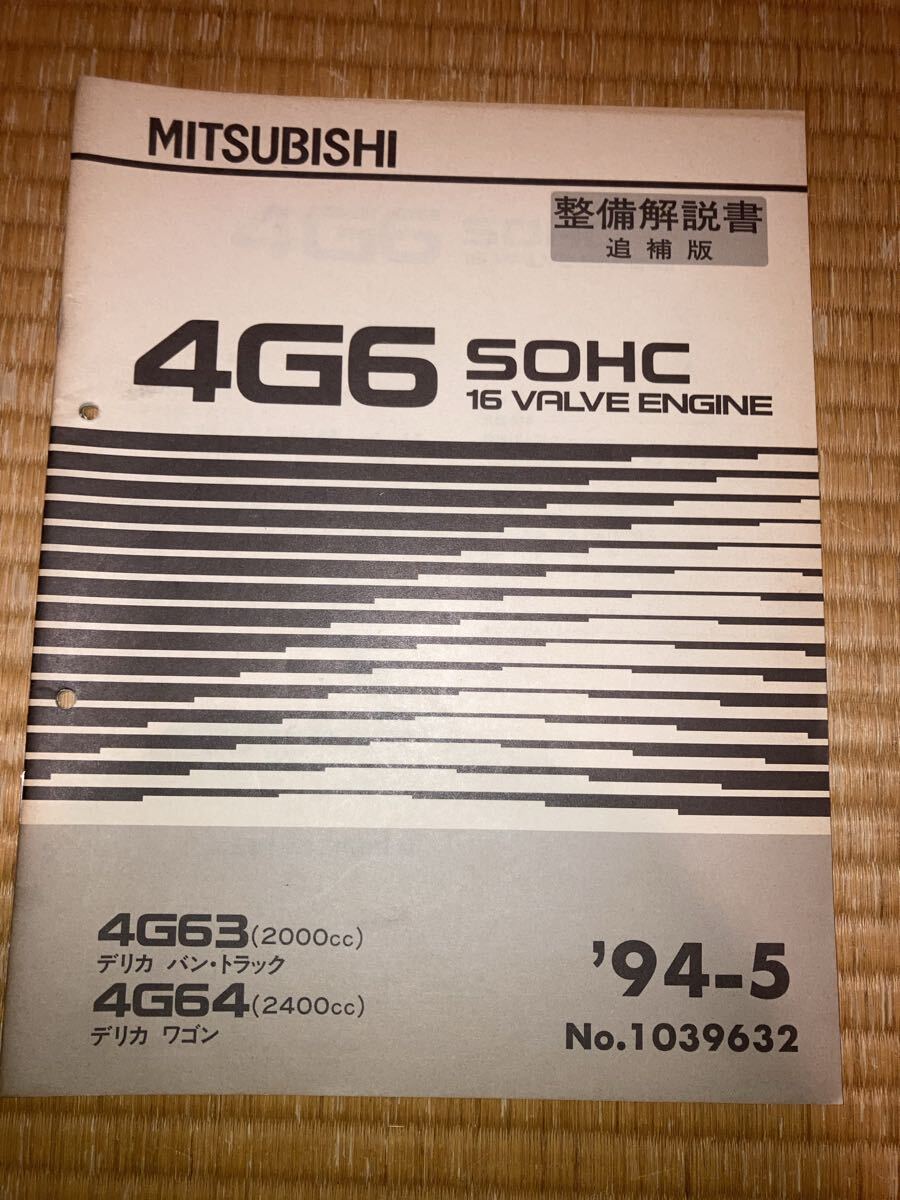 MITSUBISHI
整備解説書
追補版
4G6 SOHC
16 VALVE ENGINE
4G63(2000cc)
デリカ バン・トラック
4G64(2400cc)
デリカ ワゴン
'94-5
No.1039632